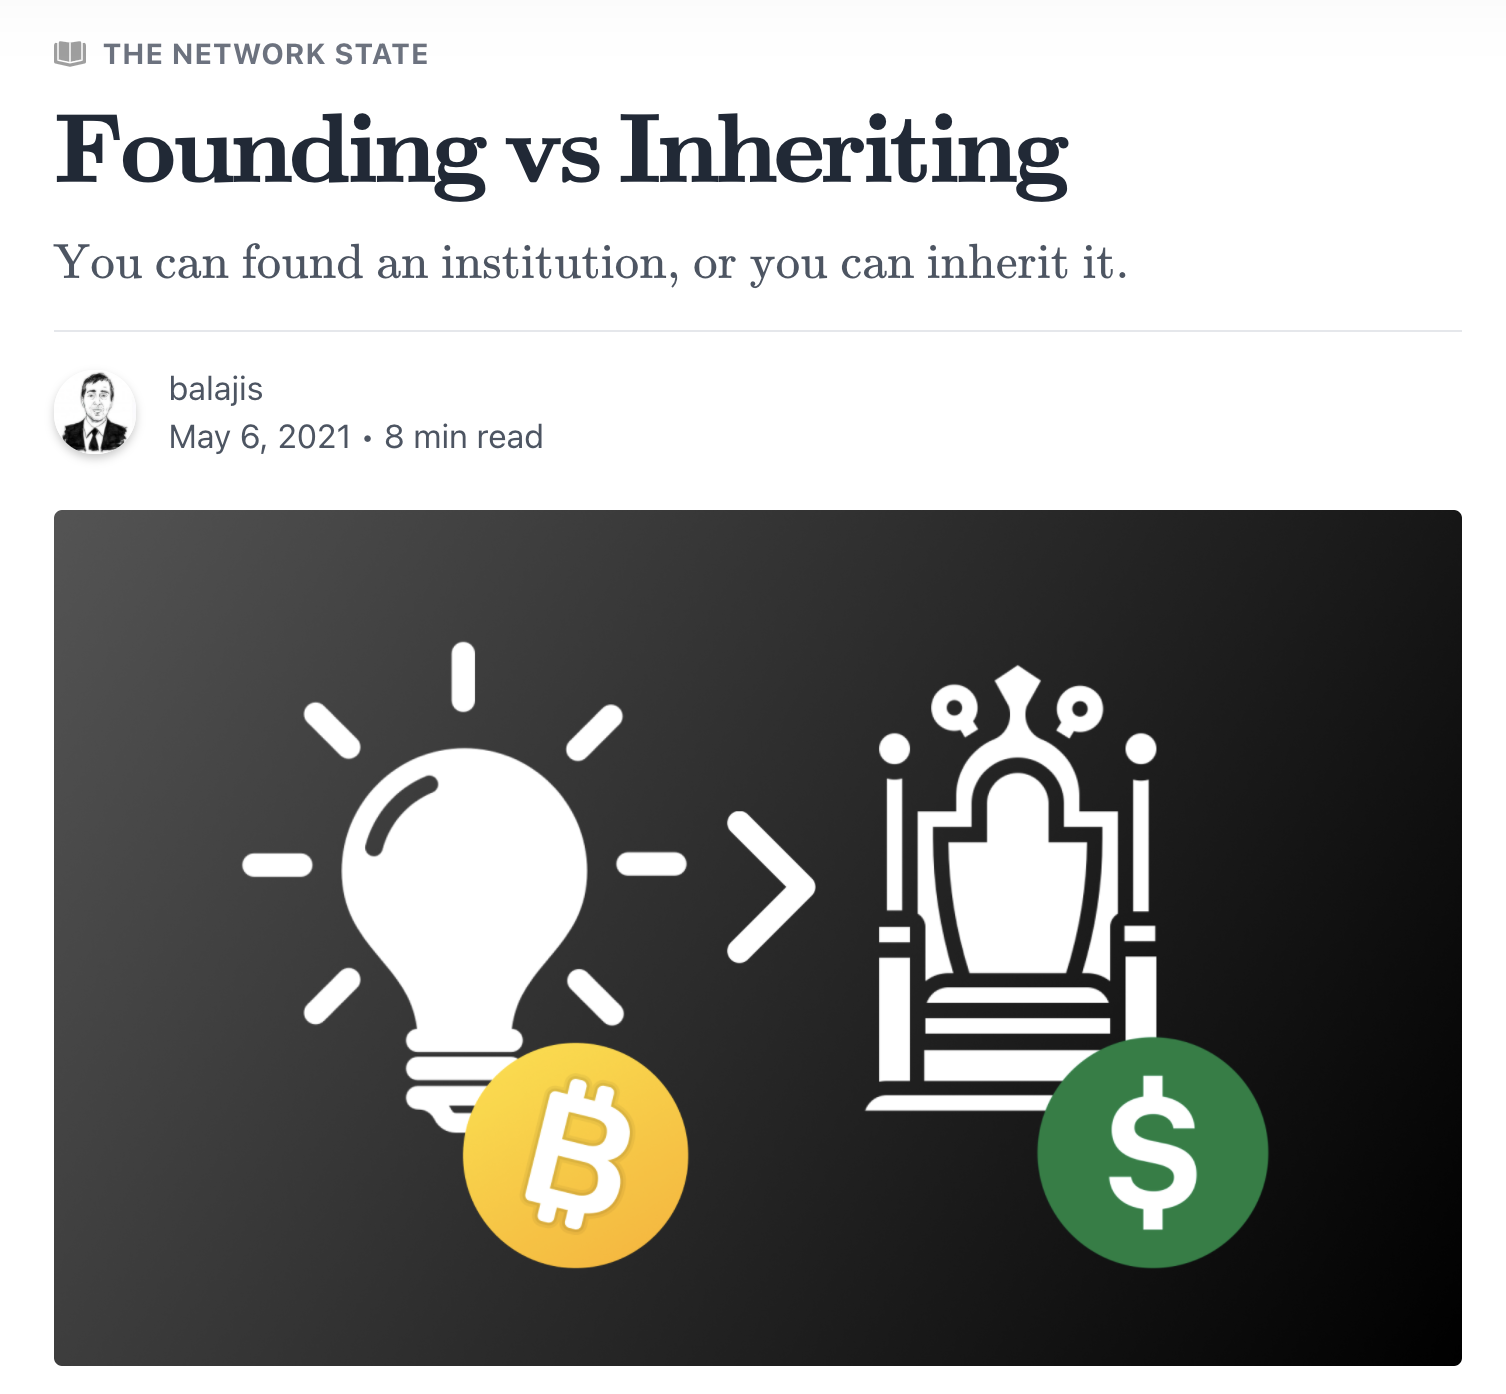 THE NETWORK STATE
Founding vs Inheriting
You can found an institution, or you can inherit it.
balajis
May 6, 2021 • 8 min read
$